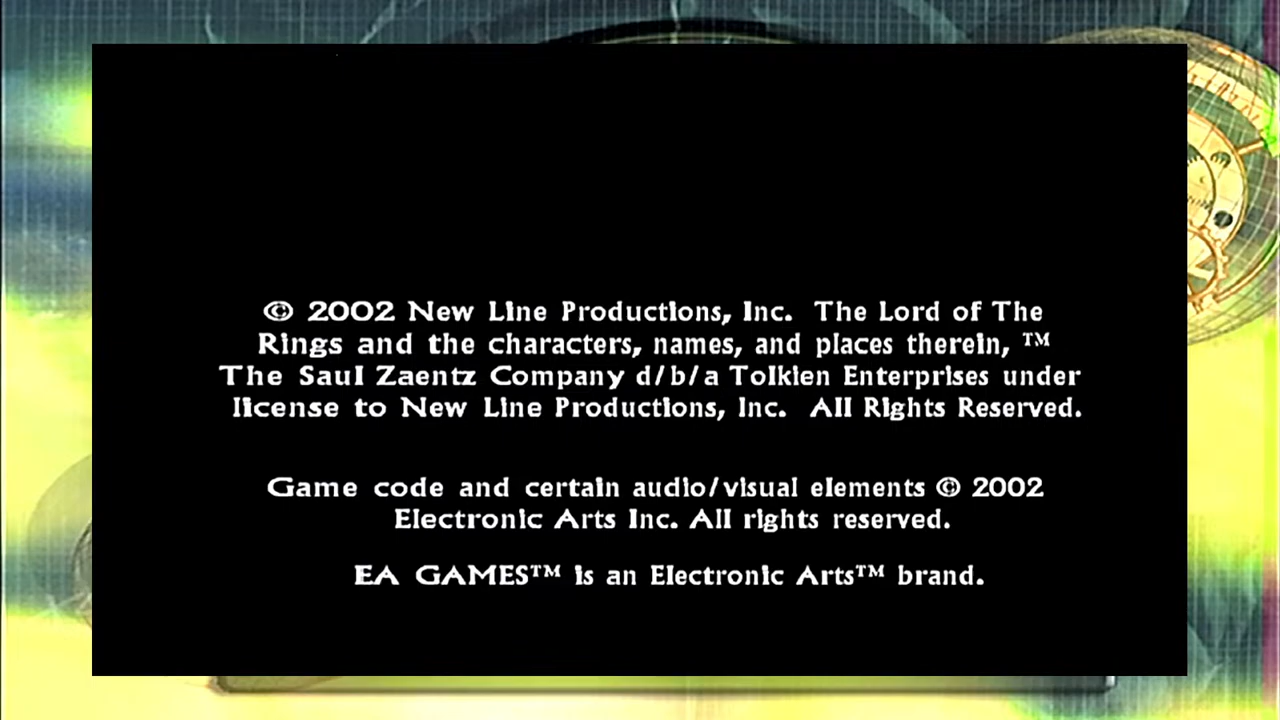 © 2002 New Line Productions, Inc. The Lord of The
Rings and the characters, names, and places therein, ™
The Saul Zaentz Company d/b/a Tolkien Enterprises under
license to New Line Productions, Inc. All Rights Reserved.
Game code and certain audio/visual elements © 2002
Electronic Arts Inc. All rights reserved.
EA GAMES™ is an Electronic Arts™ brand.